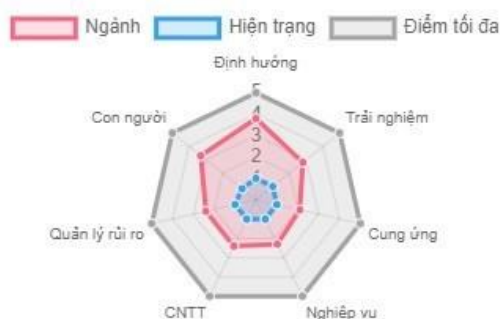 Ngành Hiện trạng Điểm tối đa
Định hướng
5
Con người
4
Trải nghiệm
3
2
1
Quản lý rủi ro
Cung ứng
CNTT
Nghiệp vụ